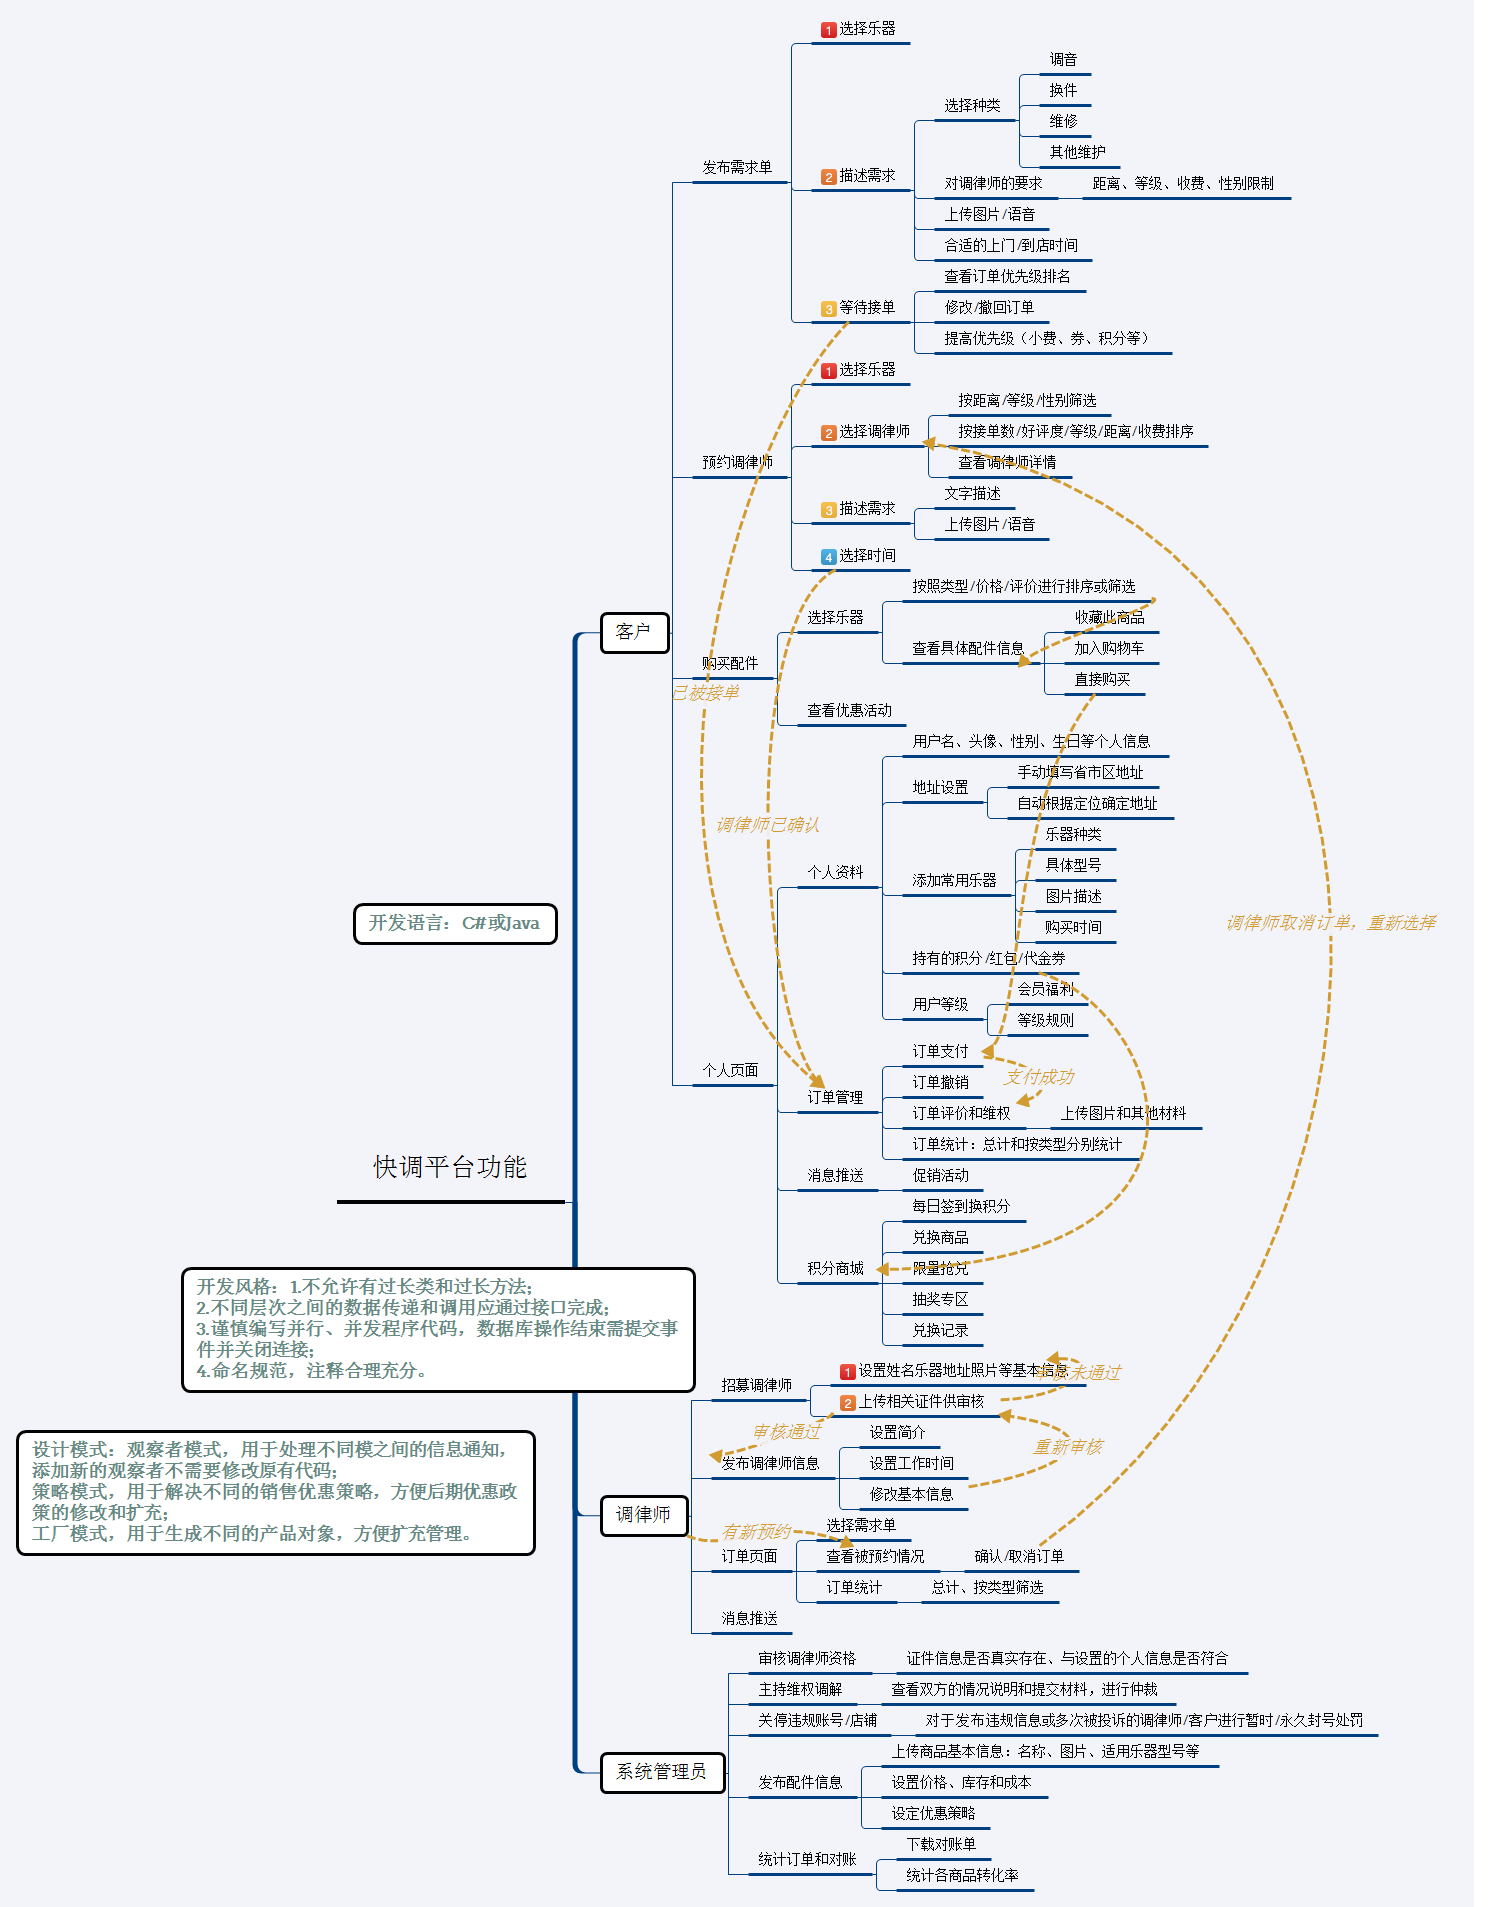 快调平台功能
开发语言：C#或Java
开发风格：1.不允许有过长类和过长方法；
2.不同层次之间的数据传递和调用应通过接口完成；
3.谨慎编写并行、并发程序代码，数据库操作结束需提交事
件并关闭连接；
4.命名规范，注释合理充分。
设计模式：观察者模式，用于处理不同模之间的信息通知，
添加新的观察者不需要修改原有代码；
策略模式，用于解决不同的销售优惠策略，方便后期优惠政
策的修改和扩充；
工厂模式，用于生成不同的产品对象，方便扩充管理。
客户
发布需求单
1 选择乐器
2 描述需求
选择种类
调音
换件
维修
其他维护
对调律师的要求
距离、等级、收费、性别限制
上传图片/语音
合适的上门/到店时间
3 等待接单
查看订单优先级排名
修改/撤回订单
提高优先级（小费、券、积分等）
预约调律师
1 选择乐器
2 选择调律师
按距离/等级/性别筛选
按接单数/好评度/等级/距离/收费排序
查看调律师详情
3 描述需求
文字描述
上传图片/语音
4 选择时间
购买配件
选择乐器
按照类型/价格/评价进行排序或筛选
查看具体配件信息
收藏此商品
加入购物车
直接购买
查看优惠活动
已被接单
调律师已确认
调律师取消订单，重新选择
个人页面
个人资料
用户名、头像、性别、生日等个人信息
地址设置
手动填写省市区地址
自动根据定位确定地址
添加常用乐器
乐器种类
具体型号
图片描述
购买时间
持有的积分/红包/代金券
用户等级
会员福利
等级规则
订单管理
订单支付
支付成功
订单撤销
订单评价和维权
上传图片和其他材料
订单统计：总计和按类型分别统计
消息推送
促销活动
积分商城
每日签到换积分
兑换商品
限量抢兑
抽奖专区
兑换记录
调律师
招募调律师
1 设置姓名乐器地址照片等基本信息
审核未通过
2 上传相关证件供审核
审核通过
重新审核
发布调律师信息
设置简介
设置工作时间
修改基本信息
有新预约
订单页面
选择需求单
查看被预约情况
确认/取消订单
订单统计
总计、按类型筛选
消息推送
系统管理员
审核调律师资格
证件信息是否真实存在、与设置的个人信息是否符合
主持维权调解
查看双方的情况说明和提交材料，进行仲裁
关停违规账号/店铺
对于发布违规信息或多次被投诉的调律师/客户进行暂时/永久封号处罚
发布配件信息
上传商品基本信息：名称、图片、适用乐器型号等
设置价格、库存和成本
设定优惠策略
统计订单和对账
下载对账单
统计各商品转化率